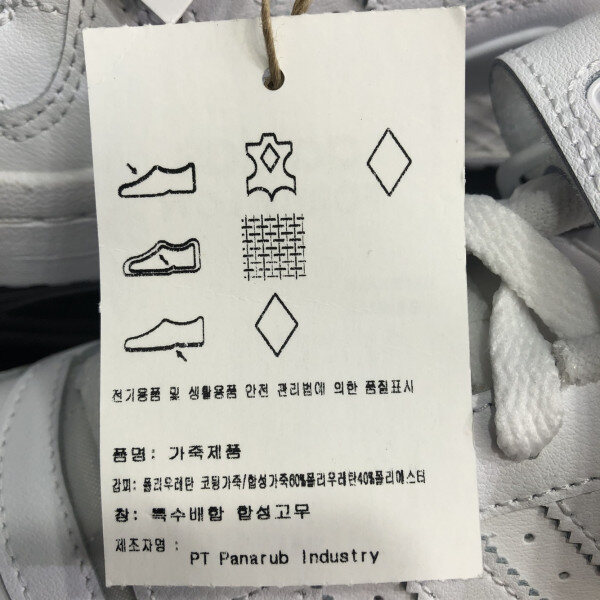 전기용품 및 생활용품 안전 관리법에 의한 품질표시
품명: 가죽제품
갑피: 폴리우레탄 코팅가죽/합성가죽60%폴리우레탄40%폴리에스터
창: 특수배합 합성고무
제조자명 : PT Panarub Industry